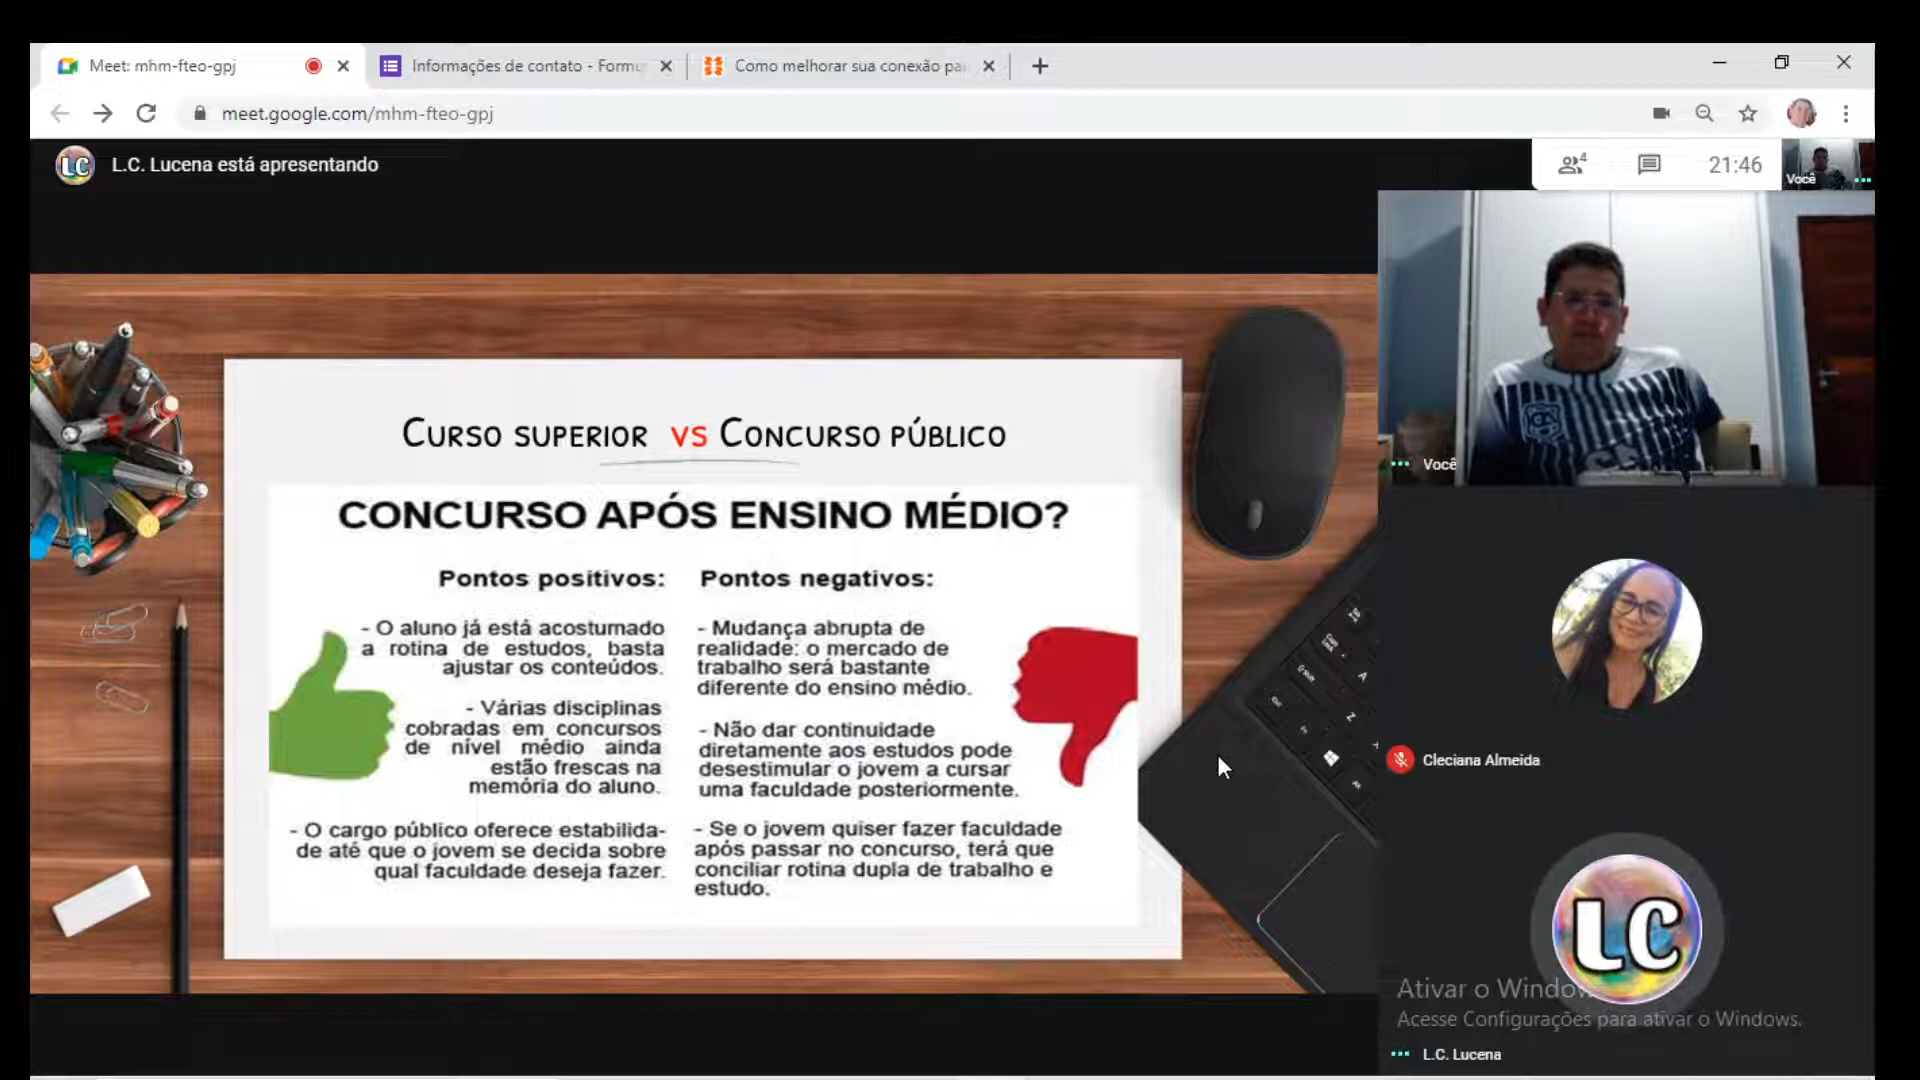 Meet: mhm-fteo-gpj
Informações de contato - Formu
Como melhorar sua conexão pa
meet.google.com/mhm-fteo-gpj
LC
L.C. Lucena está apresentando
4
21:46
Você
Curso superior vs Concurso público
CONCURSO APÓS ENSINO MÉDIO?
Pontos positivos:
- O aluno já está acostumado
a rotina de estudos, basta
ajustar os conteúdos.
- Várias disciplinas
cobradas em concursos
de nível médio ainda
estão frescas na
memória do aluno.
- O cargo público oferece estabilida-
de até que o jovem se decida sobre
qual faculdade deseja fazer.
Pontos negativos:
- Mudança abrupta de
realidade: o mercado de
trabalho será bastante
diferente do ensino médio.
- Não dar continuidade
diretamente aos estudos pode
desestimular o jovem a cursar
uma faculdade posteriormente.
- Se o jovem quiser fazer faculdade
após passar no concurso, terá que
conciliar rotina dupla de trabalho e
estudo.
Você
Cleciana Almeida
LC
Ativar o Windows
Acesse Configurações para ativar o Windows.
L.C. Lucena